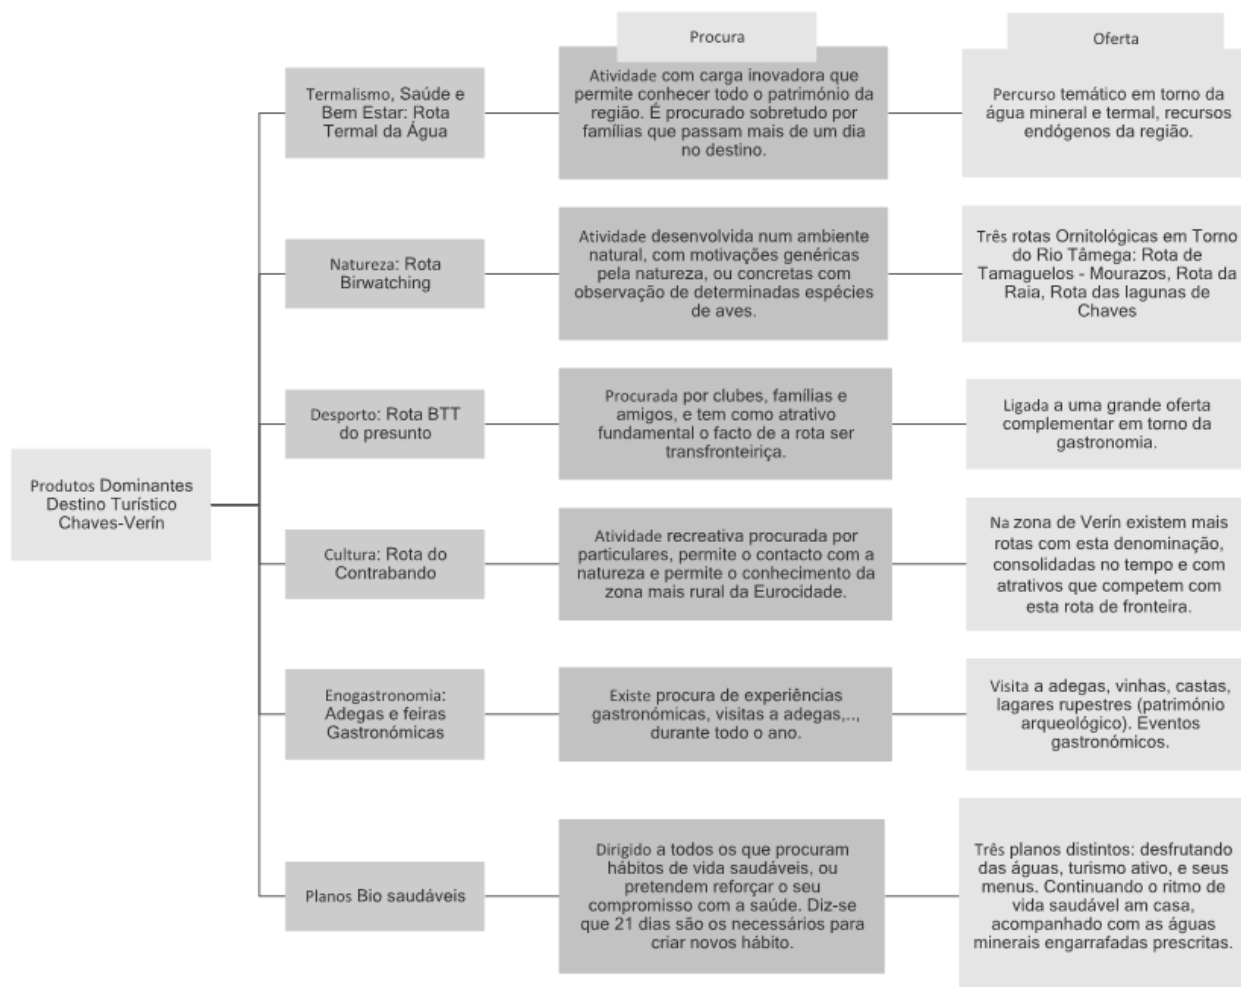 Procura
Oferta
Produtos Dominantes
Destino Turístico
Chaves-Verín
Termalismo, Saúde e
Bem Estar: Rota
Termal da Água
Atividade com carga inovadora que
permite conhecer todo o património da
região. É procurado sobretudo por
famílias que passam mais de um dia
no destino.
Percurso temático em torno da
água mineral e termal, recursos
endógenos da região.
Natureza: Rota
Birwatching
Atividade desenvolvida num ambiente
natural, com motivações genéricas
pela natureza, ou concretas com
observação de determinadas espécies
de aves.
Três rotas Ornitológicas em Torno
do Rio Tâmega: Rota de
Tamaguelos - Mourazos, Rota da
Raia, Rota das lagunas de
Chaves
Desporto: Rota BTT
do presunto
Procurada por clubes, famílias e
amigos, e tem como atrativo
fundamental o facto de a rota ser
transfronteiriça.
Ligada a uma grande oferta
complementar em torno da
gastronomia.
Cultura: Rota do
Contrabando
Atividade recreativa procurada por
particulares, permite o contacto com a
natureza e permite o conhecimento da
zona mais rural da Eurocidade.
Na zona de Verín existem mais
rotas com esta denominação,
consolidadas no tempo e com
atrativos que competem com
esta rota de fronteira.
Enogastronomia:
Adegas e feiras
Gastronómicas
Existe procura de experiências
gastronómicas, visitas a adegas,..,
durante todo o ano.
Visita a adegas, vinhas, castas,
lagares rupestres (património
arqueológico). Eventos
gastronómicos.
Planos Bio saudáveis
Dirigido a todos os que procuram
hábitos de vida saudáveis, ou
pretendem reforçar o seu
compromisso com a saúde. Diz-se
que 21 dias são os necessários para
criar novos hábito.
Três planos distintos: desfrutando
das águas, turismo ativo, e seus
menus. Continuando o ritmo de
vida saudável am casa,
acompanhado com as águas
minerais engarrafadas prescritas.